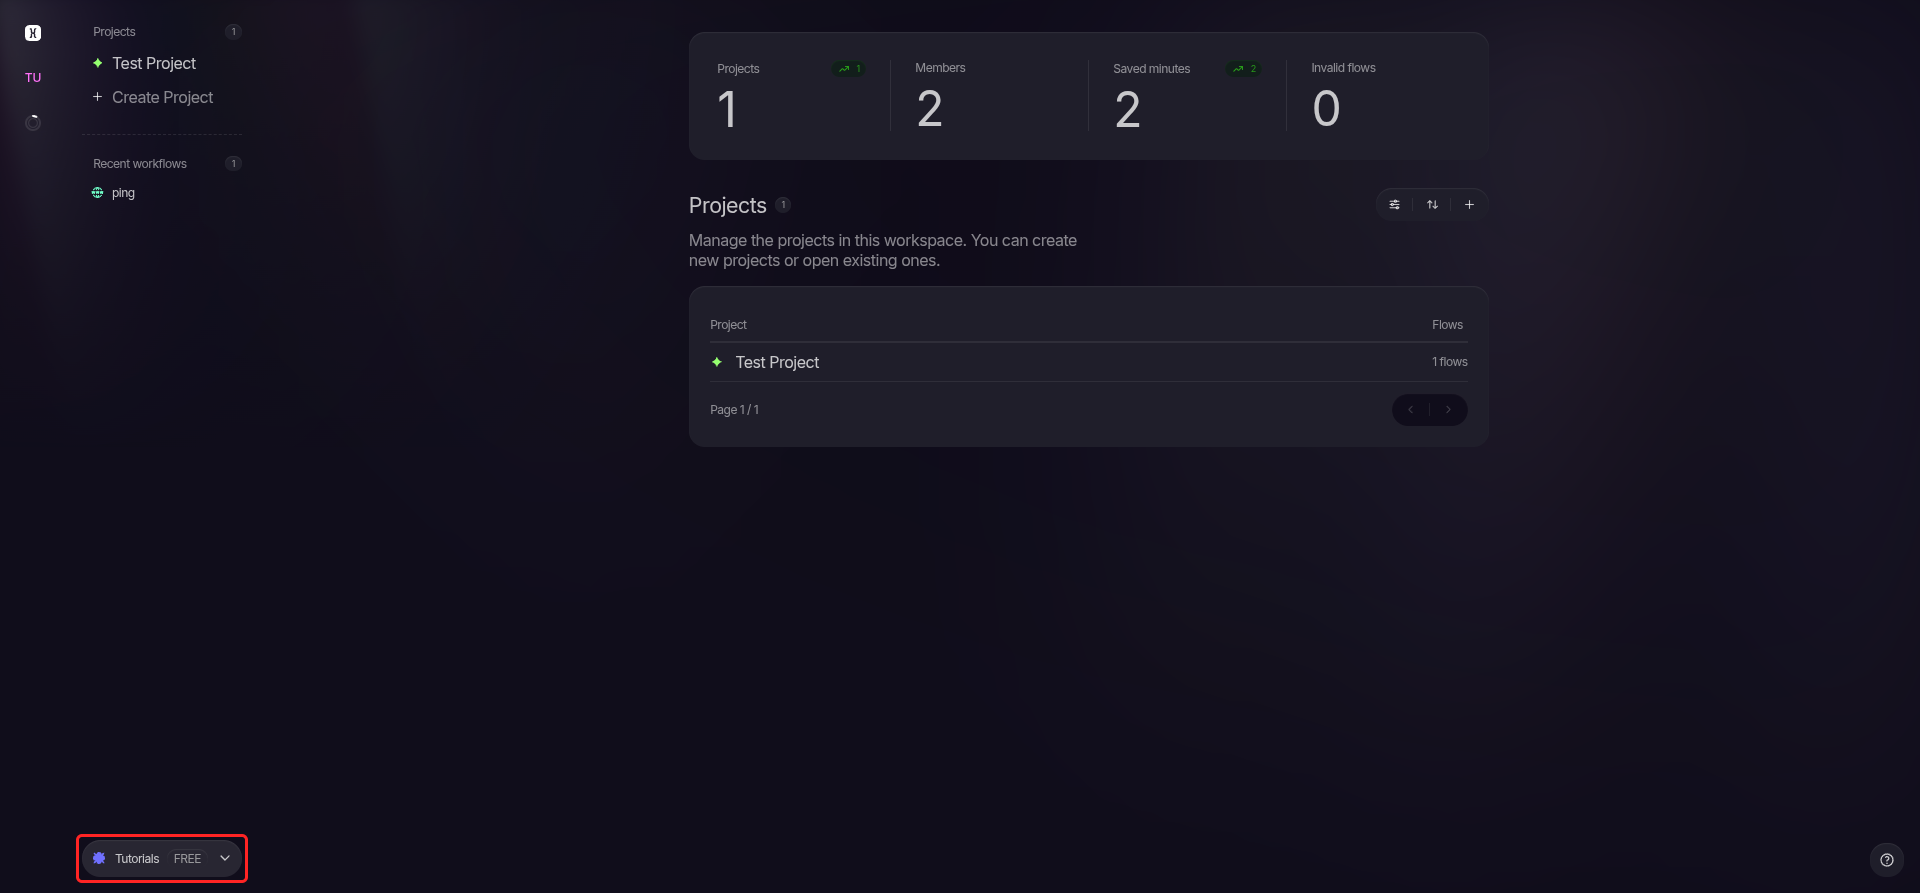 TU
Projects 1
Test Project
Create Project
Recent workflows 1
ping
Projects 1
1
Members
2
Saved minutes 2
2
Invalid flows
0
Projects 1
Manage the projects in this workspace. You can create
new projects or open existing ones.
Project Flows
Test Project 1 flows
Page 1 / 1
Tutorials FREE